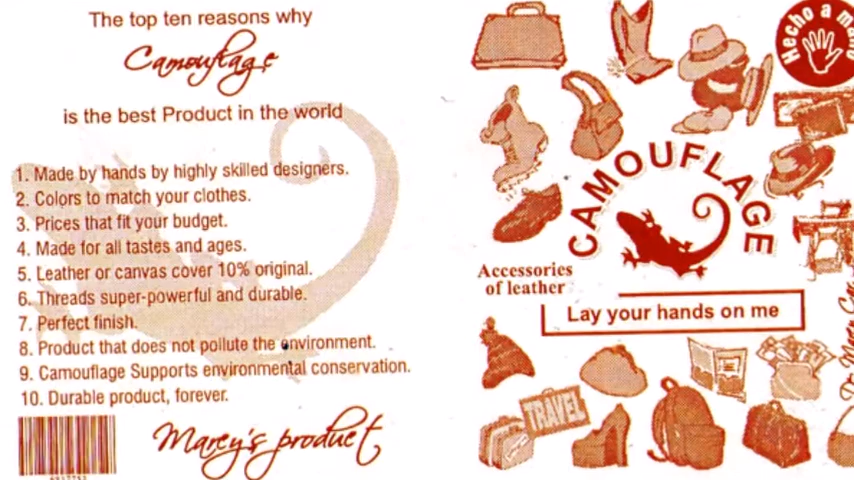 The top ten reasons why
Camouflage
is the best Product in the world
1. Made by hands by highly skilled designers.
2. Colors to match your clothes.
3. Prices that fit your budget.
4. Made for all tastes and ages.
5. Leather or canvas cover 10% original.
6. Threads super-powerful and durable.
7. Perfect finish.
8. Product that does not pollute the environment.
9. Camouflage Supports environmental conservation.
10. Durable product, forever.
Marey's product
Hecho a mano
CAMOUFLAGE
Accessories
of leather
Lay your hands on me
TRAVEL